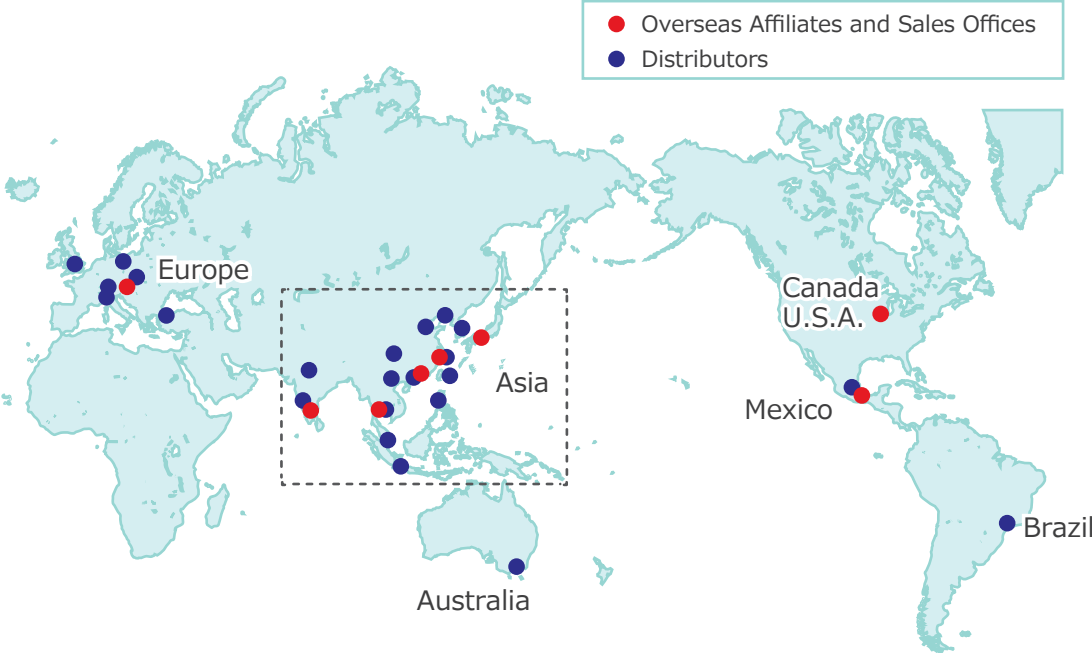 Overseas Affiliates and Sales Offices
Distributors
Europe
Canada
U.S.A.
Asia
Mexico
Brazil
Australia